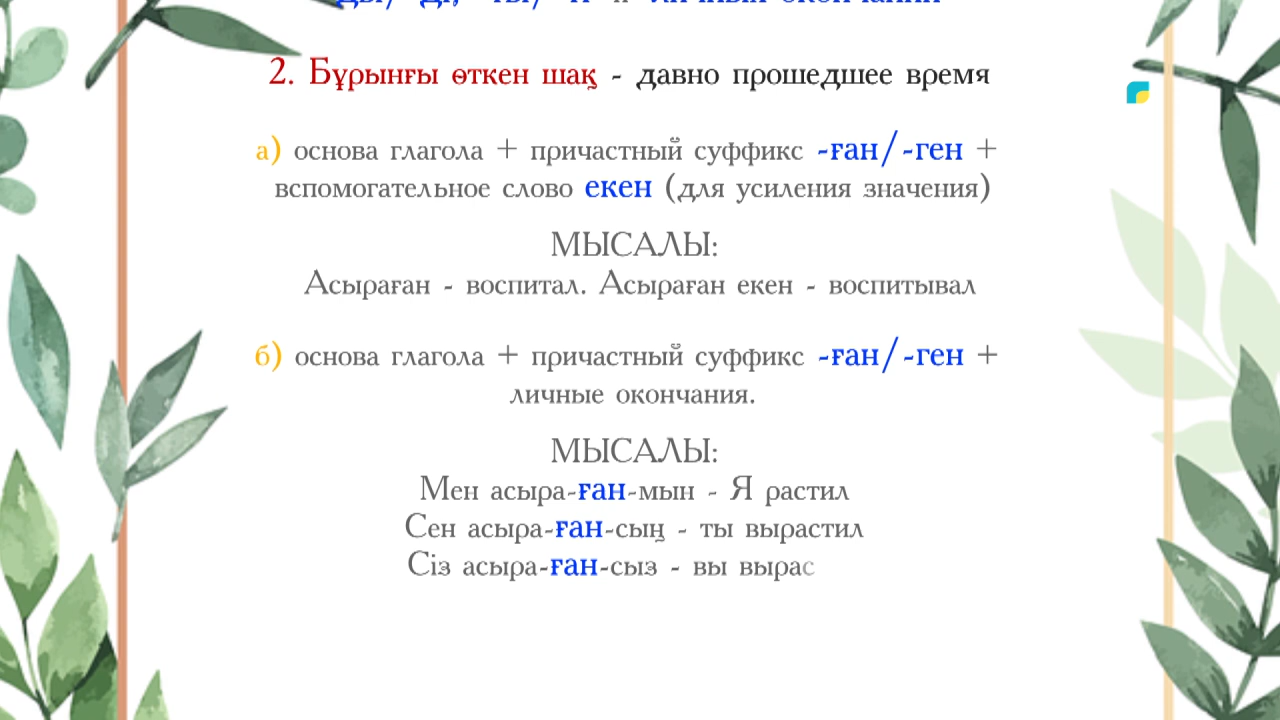 2. Бұрынғы өткен шақ - давно прошедшее время
а) основа глагола + причастный суффикс -ған/-ген +
вспомогательное слово екен (для усиления значения)
МЫСАЛЫ:
Асыраған - воспитал. Асыраған екен - воспитывал
б) основа глагола + причастный суффикс -ған/-ген +
личные окончания.
МЫСАЛЫ:
Мен асыра-ған-мын - Я растил
Сен асыра-ған-сың - ты вырастил
Сіз асыра-ған-сыз - вы вырас